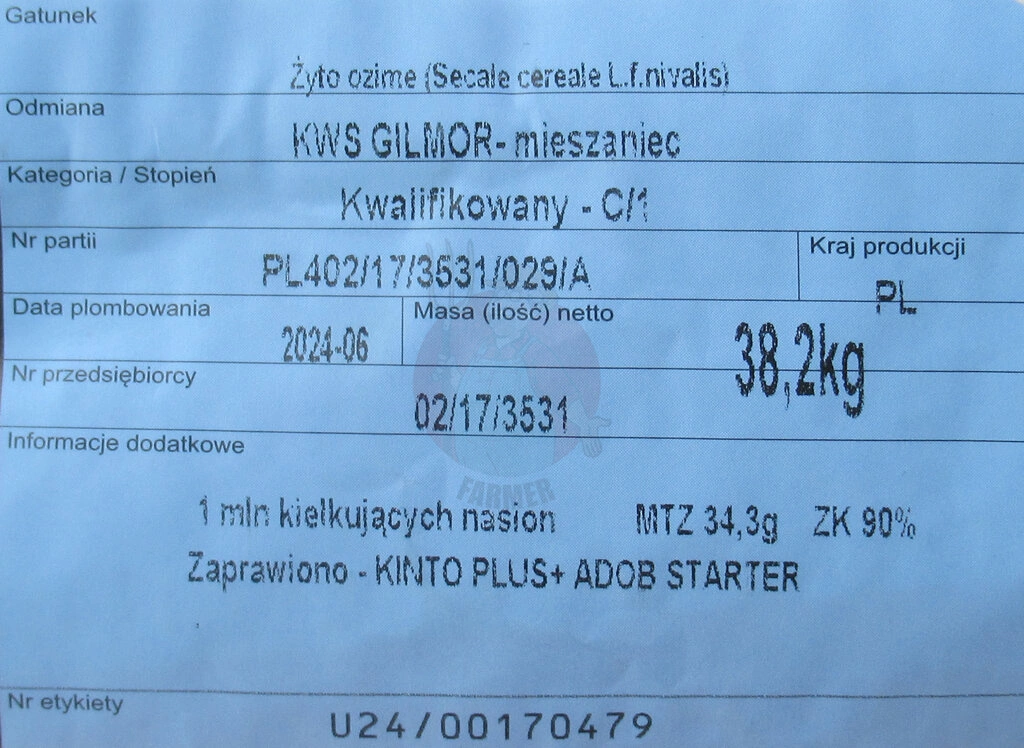 Gatunek
Żyto ozime (Secale cereale L.f.nivalis)
Odmiana
KWS GILMOR- mieszaniec
Kategoria / Stopień
Kwalifikowany - C/1
Nr partii
PL402/17/3531/029/A
Kraj produkcji
PL
Data plombowania
2024-06
Masa (ilość) netto
38,2kg
Nr przedsiębiorcy
02/17/3531
Informacje dodatkowe
FARMER
1 mln kiełkujących nasion MTZ 34,3g ZK 90%
Zaprawiono - KINTO PLUS+ ADOB STARTER
Nr etykiety
U24/00170479